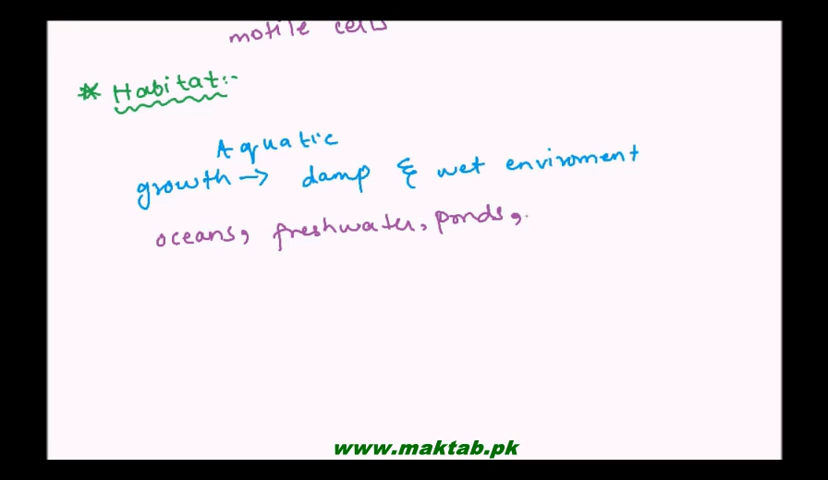 motile cells
* Habitat:-
Aquatic
growth → damp & wet enviroment
oceans, freshwater, ponds,.
www.maktab.pk